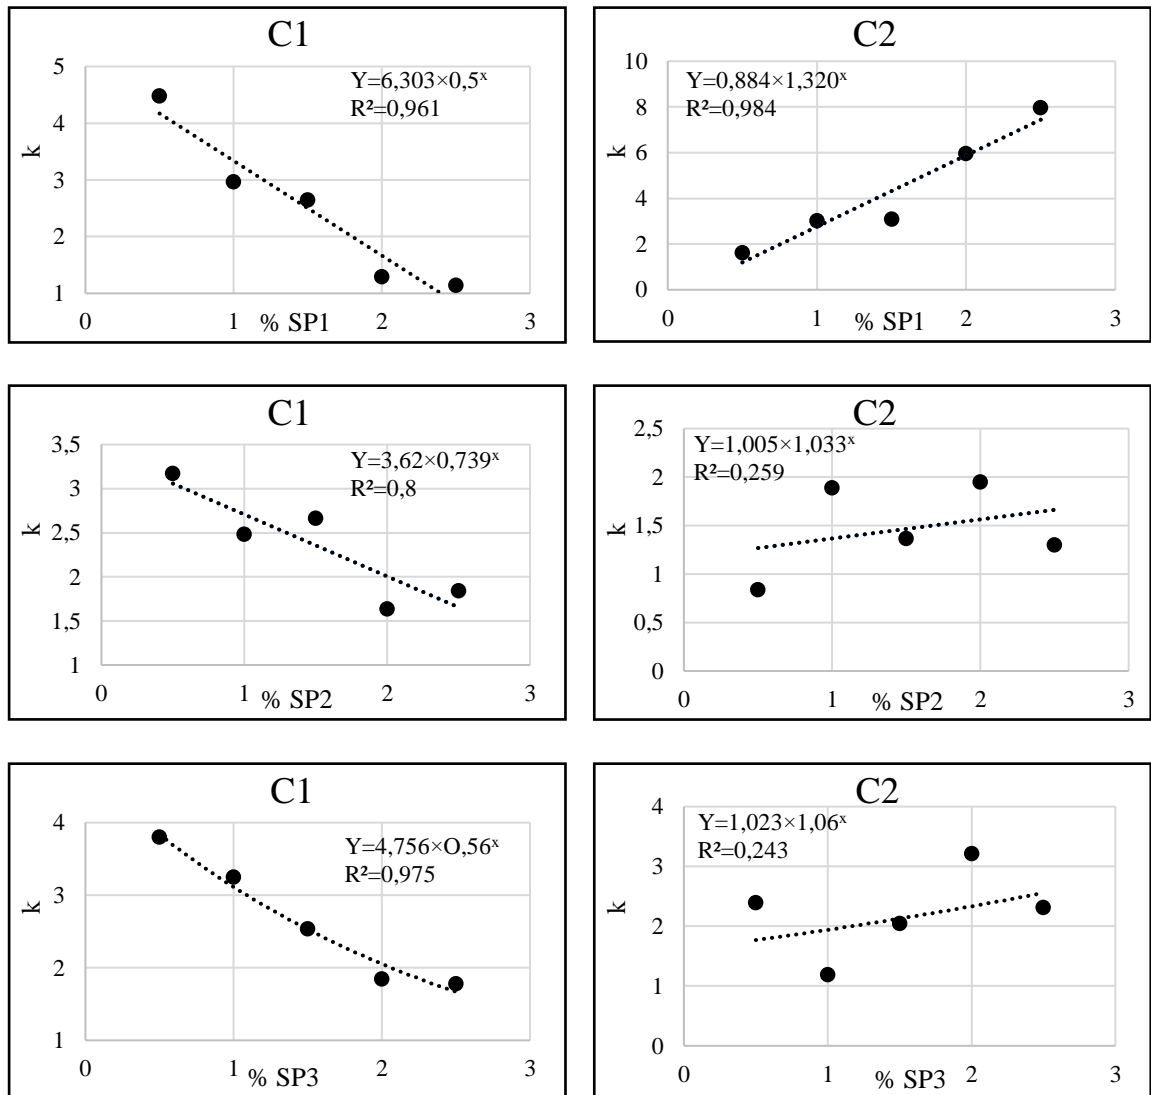 C1
Y=6,303×0,5ˣ
R²=0,961
5
4
3
2
1
k
0
1
2
3
% SP1
C2
Y=0,884×1,320ˣ
R²=0,984
10
8
6
4
2
0
k
0
1
2
3
% SP1
C1
Y=3,62×0,739ˣ
R²=0,8
3,5
3
2,5
2
1,5
1
k
0
1
2
3
% SP2
C2
Y=1,005×1,033ˣ
R²=0,259
2,5
2
1,5
1
0,5
0
k
0
1
2
3
% SP2
C1
Y=4,756×O,56ˣ
R²=0,975
4
3
2
1
k
0
1
2
3
% SP3
C2
Y=1,023×1,06ˣ
R²=0,243
4
3
2
1
0
k
0
1
2
3
% SP3